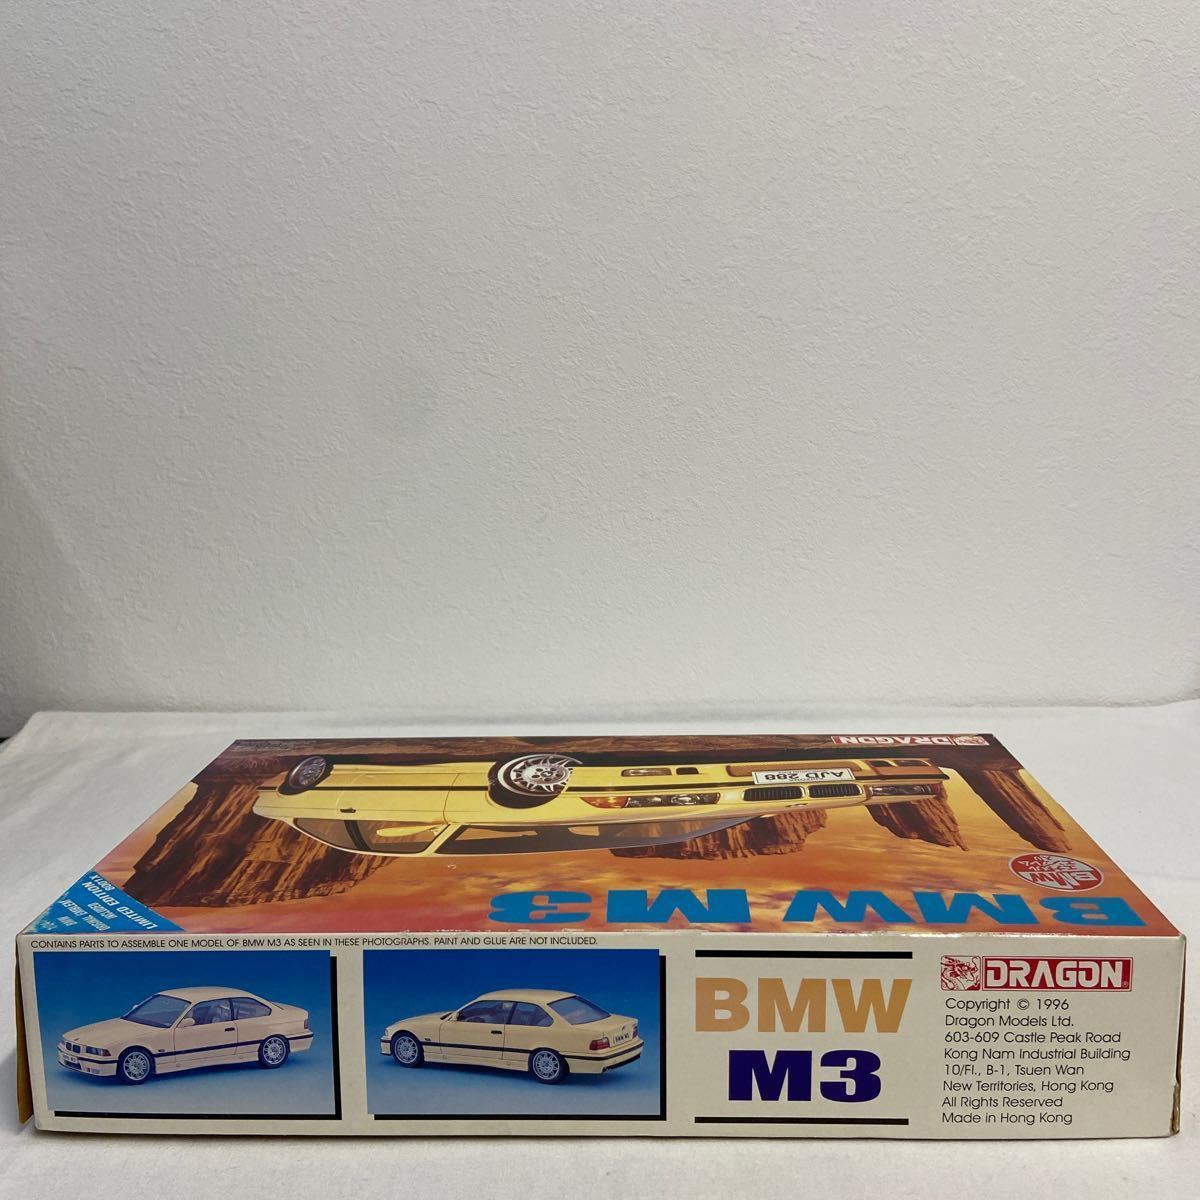 DRAGON
AJD 288
BMW M3
LIMITED EDITION
CONTAINS PARTS TO ASSEMBLE ONE MODEL OF BMW M3 AS SEEN IN THESE PHOTOGRAPHS. PAINT AND GLUE ARE NOT INCLUDED.
BMW
M3
DRAGON
Copyright © 1996
Dragon Models Ltd.
603-609 Castle Peak Road
Kong Nam Industrial Building
10/Fl., B-1, Tsuen Wan
New Territories, Hong Kong
All Rights Reserved
Made in Hong Kong